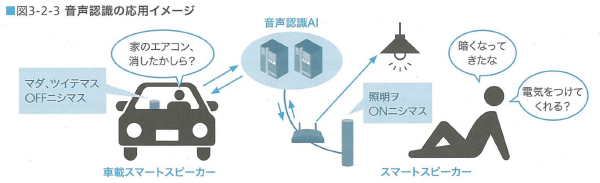 ■図3-2-3 音声認識の応用イメージ
音声認識AI
家のエアコン、
消したかしら？
マダ、ツイテマス
OFFニシマス
暗くなって
きたな
電気をつけて
くれる？
照明ヲ
ONニシマス
車載スマートスピーカー
スマートスピーカー